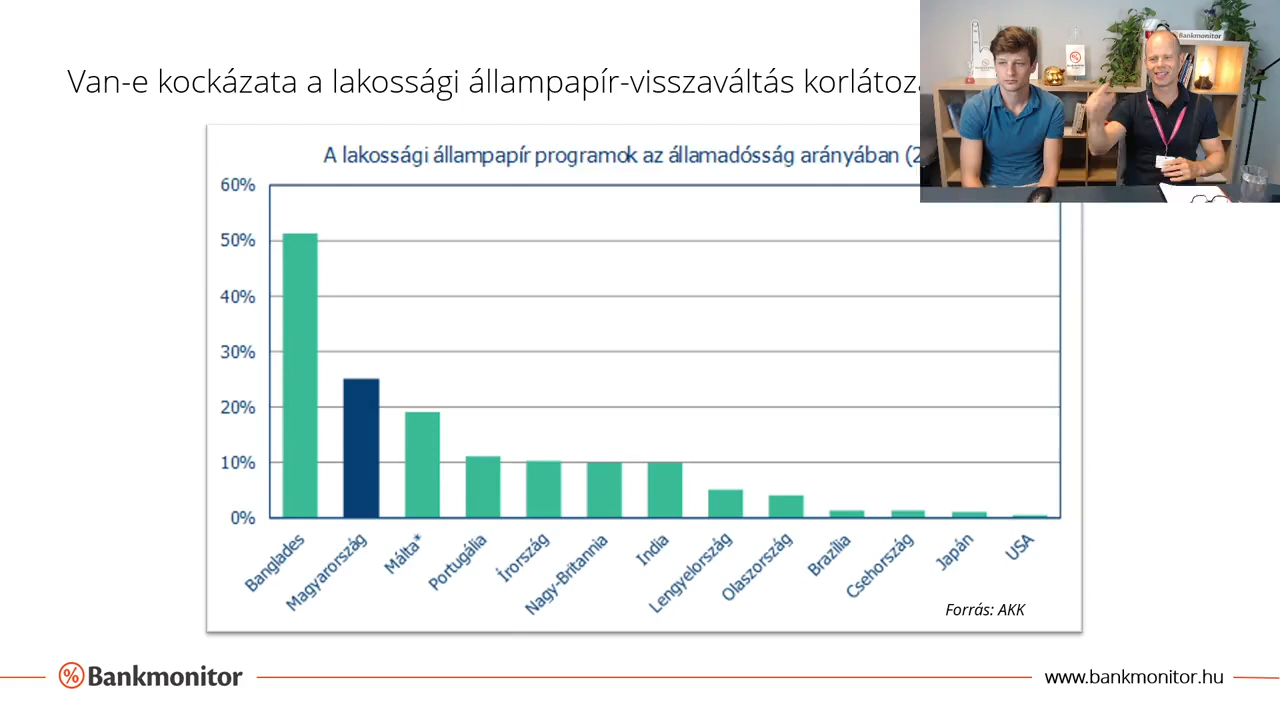 Van-e kockázata a lakossági állampapír-visszaváltás
A lakossági állampapír programok az államadósság arányában
60%
50%
40%
30%
20%
10%
0%
Banglades
Magyarország
Málta*
Portugália
Írország
Nagy-Britannia
India
Lengyelország
Olaszország
Brazília
Csehország
Japán
USA
Forrás: AKK
% Bankmonitor
www.bankmonitor.hu
Bankmonitor